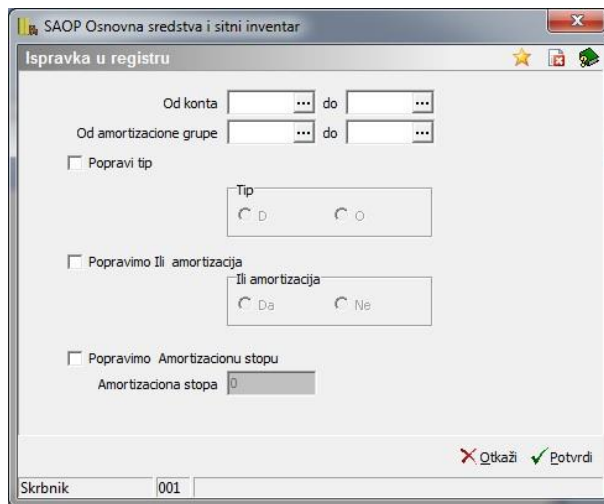 SAOP Osnovna sredstva i sitni inventar
Ispravka u registru
Od konta ... do ...
Od amortizacione grupe ... do ...
Popravi tip
Tip
D O
Popravimo Ili amortizacija
Ili amortizacija
Da Ne
Popravimo Amortizacionu stopu
Amortizaciona stopa 0
Otkaži Potvrdi
Skrbnik 001